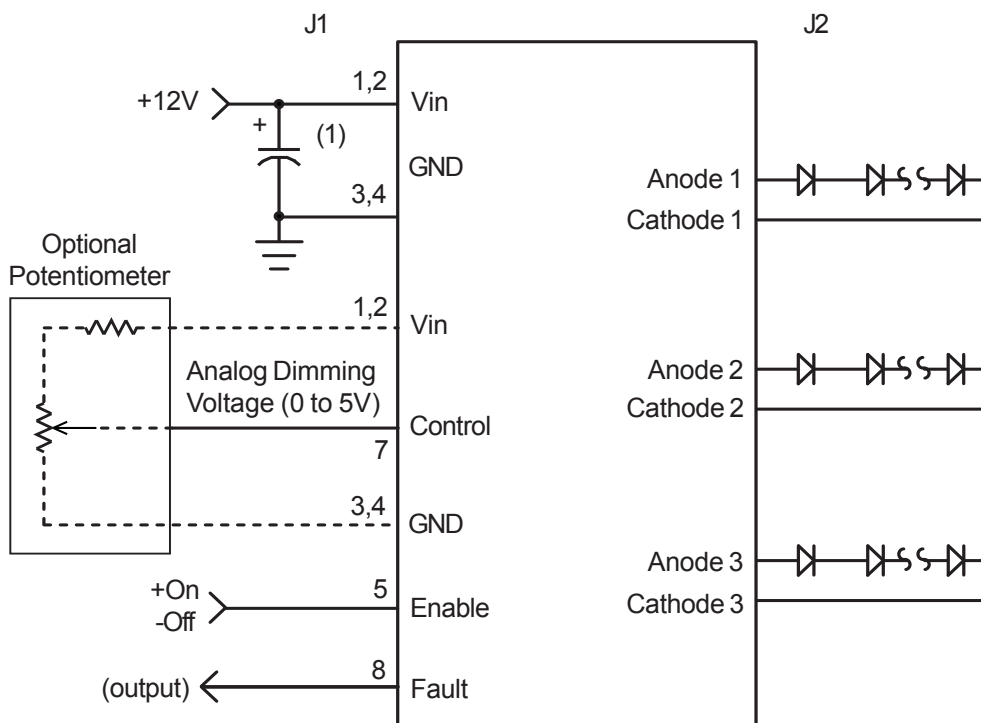 J1
J2
+12V
+
(1)
1,2
Vin
GND
3,4
Optional
Potentiometer
1,2
Vin
Analog Dimming
Voltage (0 to 5V)
Control
7
3,4
GND
+On
-Off
5
Enable
(output)
8
Fault
Anode 1
Cathode 1
Anode 2
Cathode 2
Anode 3
Cathode 3